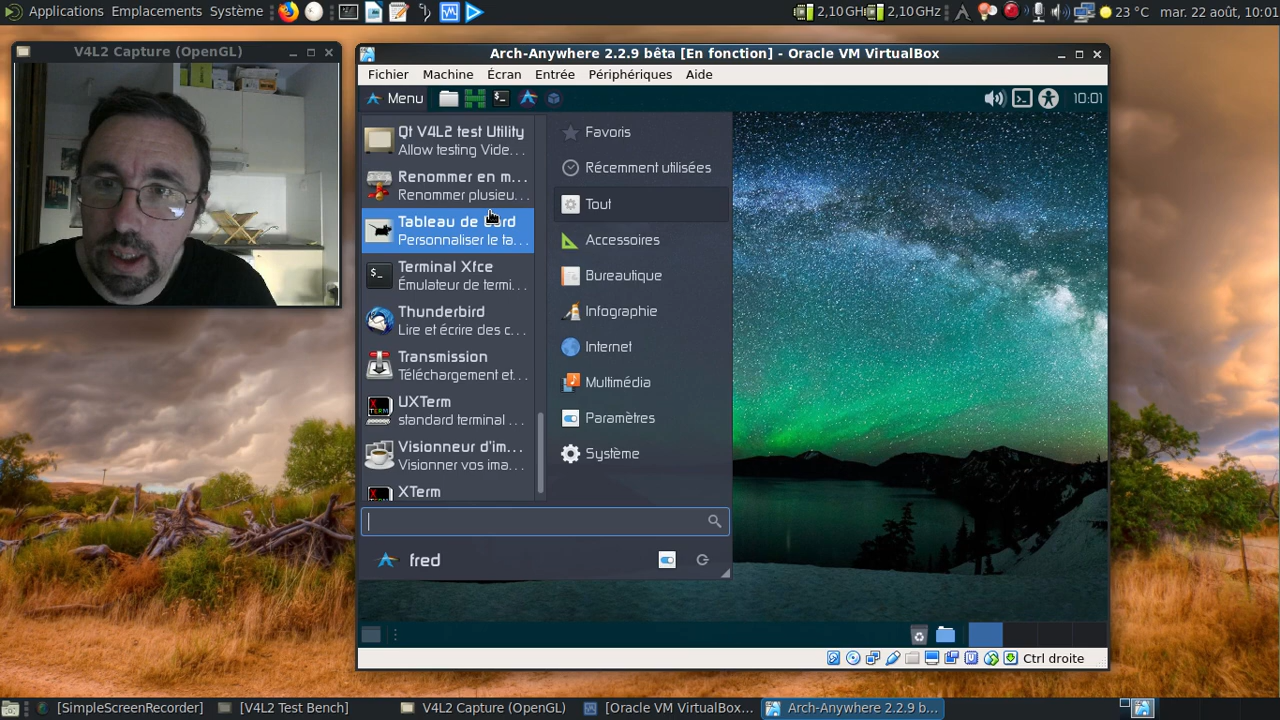 Applications Emplacements Système
2,10 GHz
2,10 GHz
23 °C
mar. 22 août, 10:01
V4L2 Capture (OpenGL)
Arch-Anywhere 2.2.9 bêta [En fonction] - Oracle VM VirtualBox
Fichier Machine Écran Entrée Périphériques Aide
Menu
10:01
Qt V4L2 test Utility
Allow testing Vide...
Renommer en m...
Renommer plusieu...
Tableau de bord
Personnaliser le ta...
Terminal Xfce
Émulateur de termi...
Thunderbird
Lire et écrire des c...
Transmission
Téléchargement et...
UXTerm
standard terminal ...
Visionneur d'im...
Visionner vos ima...
XTerm
Favoris
Récemment utilisées
Tout
Accessoires
Bureautique
Infographie
Internet
Multimédia
Paramètres
Système
fred
Ctrl droite
[SimpleScreenRecorder]
[V4L2 Test Bench]
V4L2 Capture (OpenGL)
[Oracle VM VirtualBox...
Arch-Anywhere 2.2.9 b...